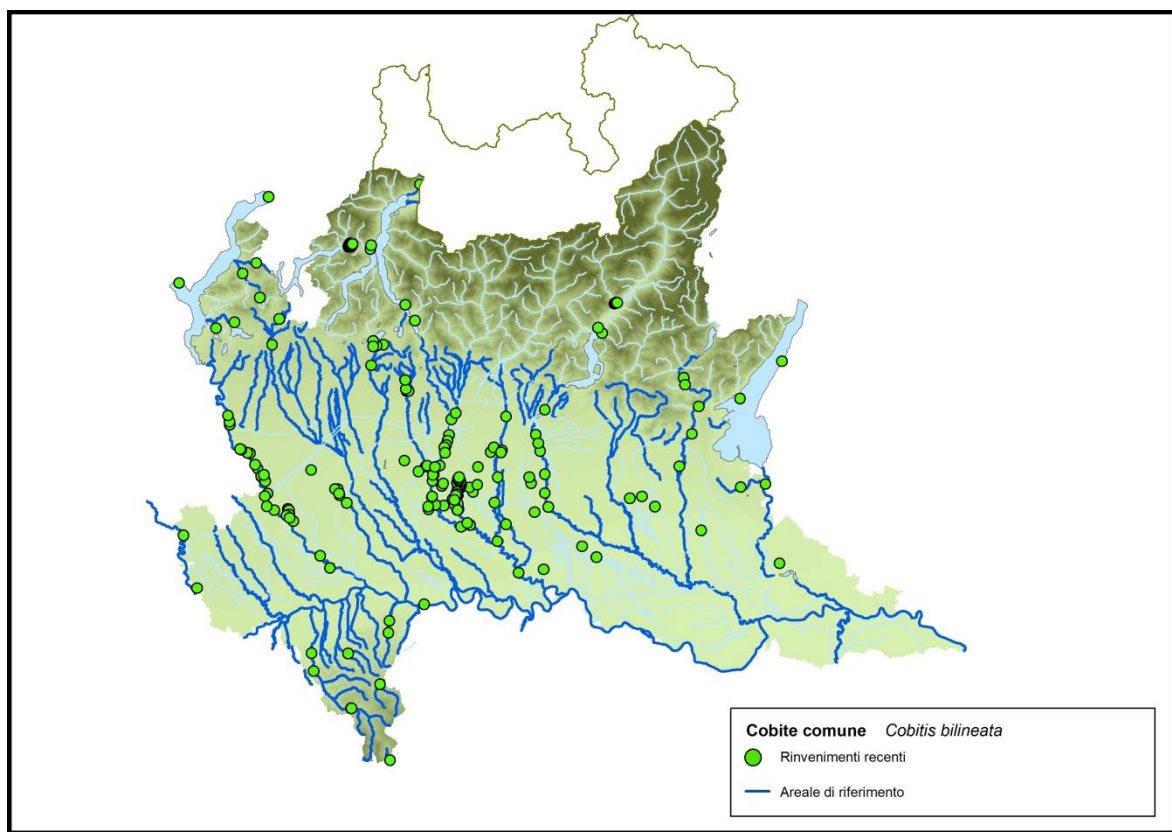 Cobite comune Cobitis bilineata
Rinvenimenti recenti
Areale di riferimento